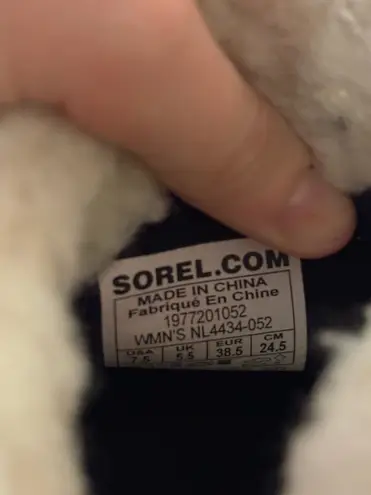 SOREL.COM
MADE IN CHINA
Fabriqué En Chine
1977201052
WMN'S NL4434-052
USA UK EUR CM
7.5 5.5 38.5 24.5